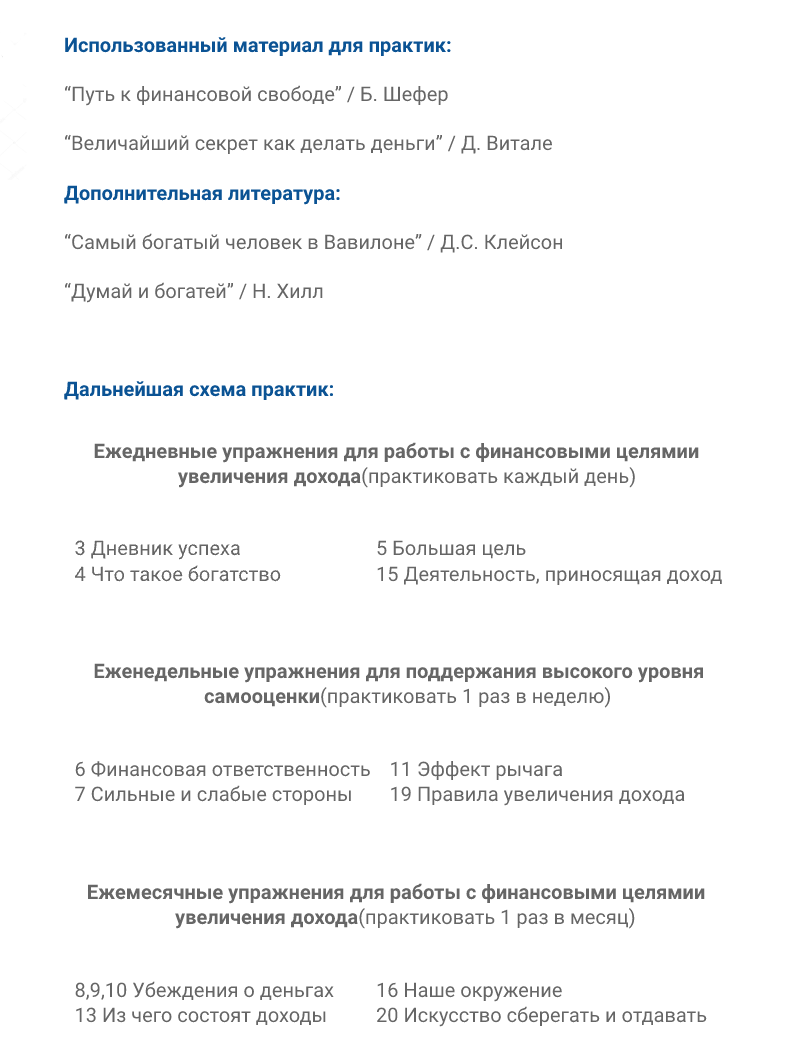 Использованный материал для практик:
“Путь к финансовой свободе” / Б. Шефер
“Величайший секрет как делать деньги” / Д. Витале
Дополнительная литература:
“Самый богатый человек в Вавилоне” / Д.С. Клейсон
“Думай и богатей” / Н. Хилл
Дальнейшая схема практик:
Ежедневные упражнения для работы с финансовыми целямии
увеличения дохода(практиковать каждый день)
3 Дневник успеха
4 Что такое богатство
5 Большая цель
15 Деятельность, приносящая доход
Еженедельные упражнения для поддержания высокого уровня
самооценки(практиковать 1 раз в неделю)
6 Финансовая ответственность
7 Сильные и слабые стороны
11 Эффект рычага
19 Правила увеличения дохода
Ежемесячные упражнения для работы с финансовыми целямии
увеличения дохода(практиковать 1 раз в месяц)
8,9,10 Убеждения о деньгах
13 Из чего состоят доходы
16 Наше окружение
20 Искусство сберегать и отдавать